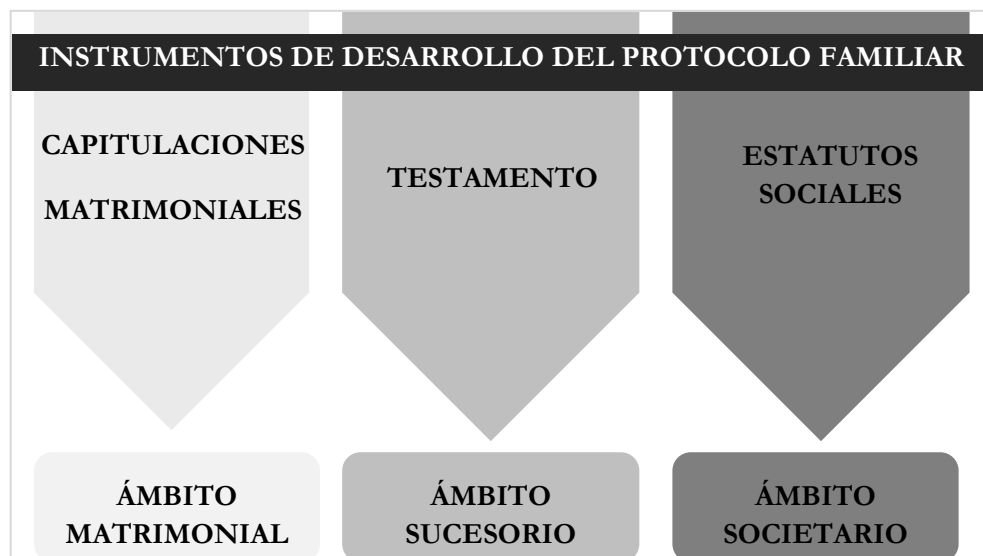 INSTRUMENTOS DE DESARROLLO DEL PROTOCOLO FAMILIAR
CAPITULACIONES
MATRIMONIALES
TESTAMENTO
ESTATUTOS
SOCIALES
ÁMBITO
MATRIMONIAL
ÁMBITO
SUCESORIO
ÁMBITO
SOCIETARIO